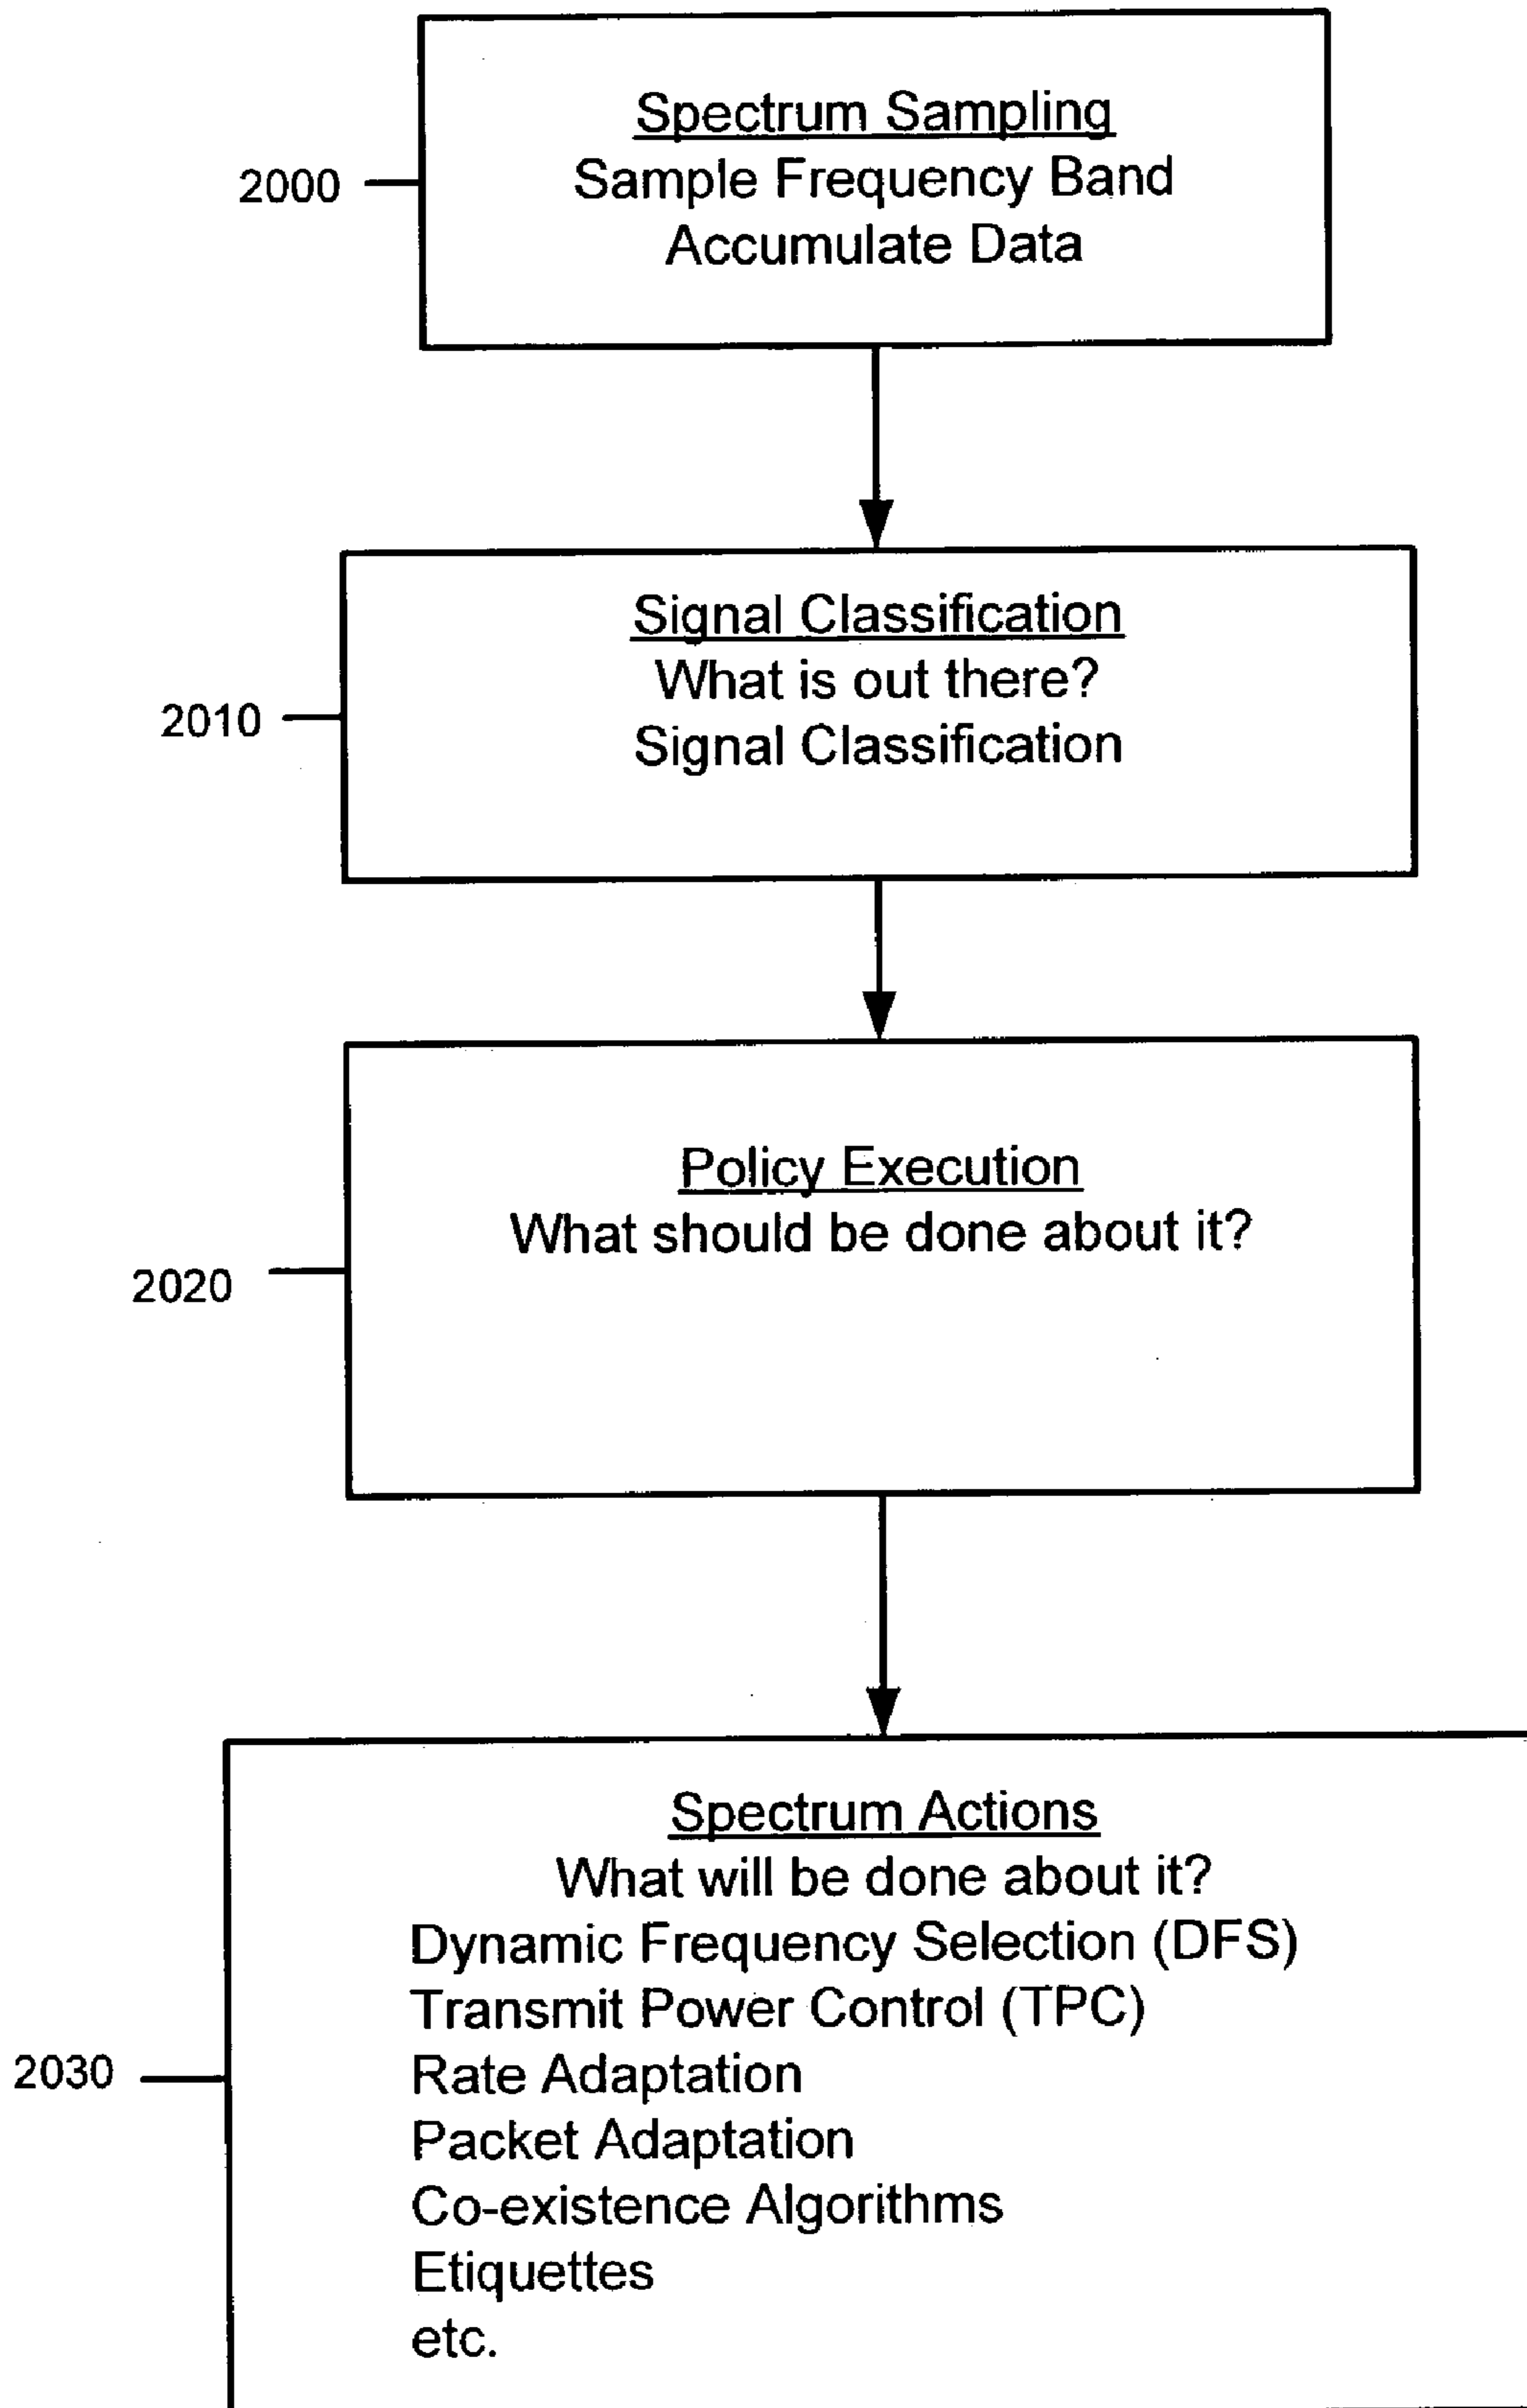 Spectrum Sampling
2000
Sample Frequency Band
Accumulate Data
Signal Classification
What is out there?
2010
Signal Classification
Policy Execution
What should be done about it?
2020
Spectrum Actions
What will be done about it?
Dynamic Frequency Selection (DFS)
Transmit Power Control (TPC)
2030
Rate Adaptation
Packet Adaptation
Co-existence Algorithms
Etiquettes
etc.